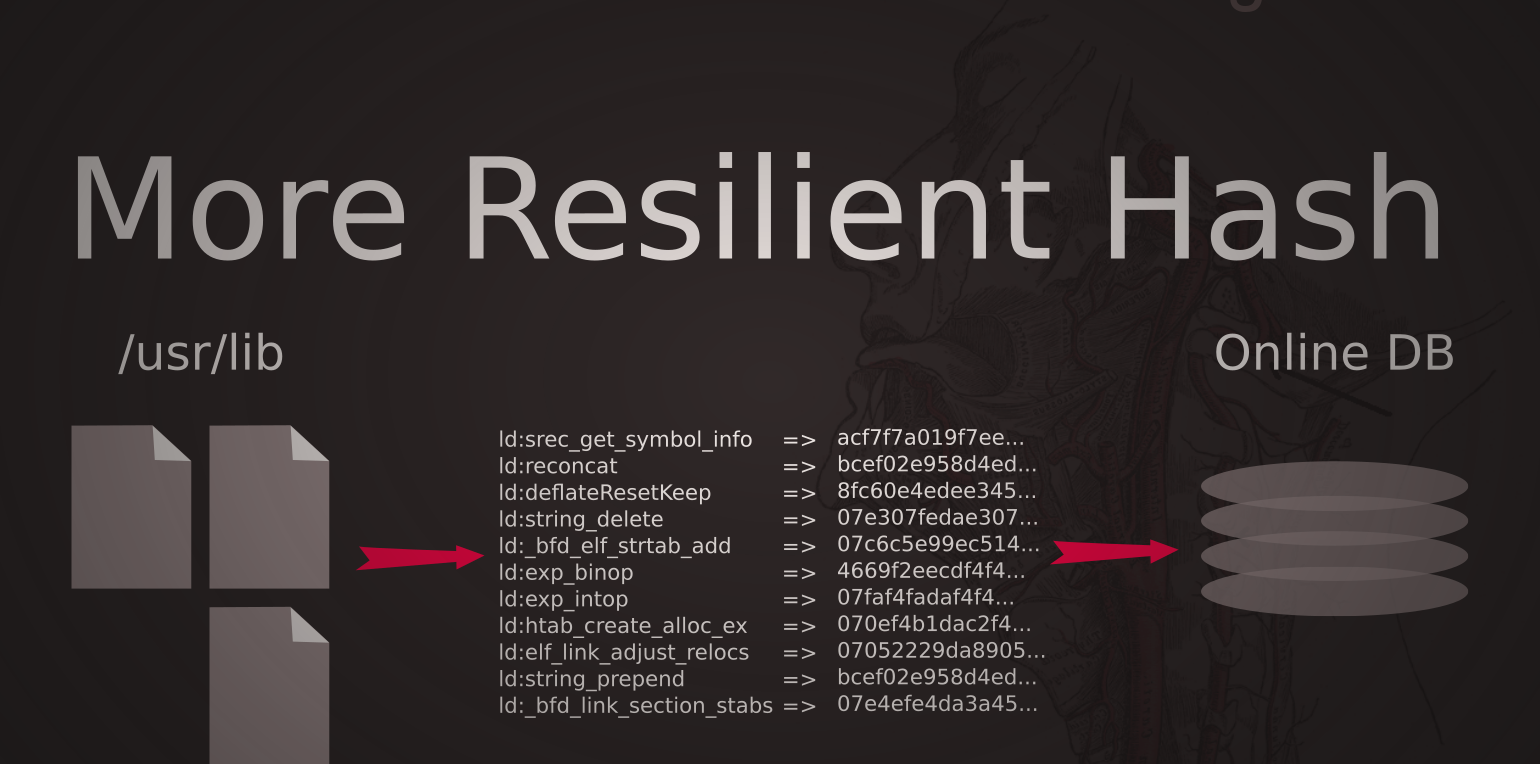 More Resilient Hash
/usr/lib
Online DB
ld:srec_get_symbol_info => acf7f7a019f7ee...
ld:reconcat => bcef02e958d4ed...
ld:deflateResetKeep => 8fc60e4edee345...
ld:string_delete => 07e307fedae307...
ld:_bfd_elf_strtab_add => 07c6c5e99ec514...
ld:exp_binop => 4669f2eecdf4f4...
ld:exp_intop => 07faf4fadaf4f4...
ld:htab_create_alloc_ex => 070ef4b1dac2f4...
ld:elf_link_adjust_relocs => 07052229da8905...
ld:string_prepend => bcef02e958d4ed...
ld:_bfd_link_section_stabs => 07e4efe4da3a45...